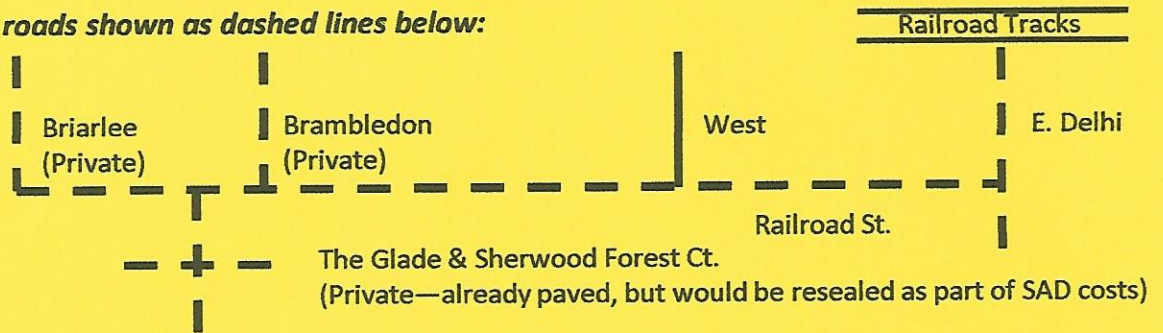 roads shown as dashed lines below:
Railroad Tracks
Briarlee
(Private)
Brambledon
(Private)
West
E. Delhi
Railroad St.
The Glade & Sherwood Forest Ct.
(Private—already paved, but would be resealed as part of SAD costs)